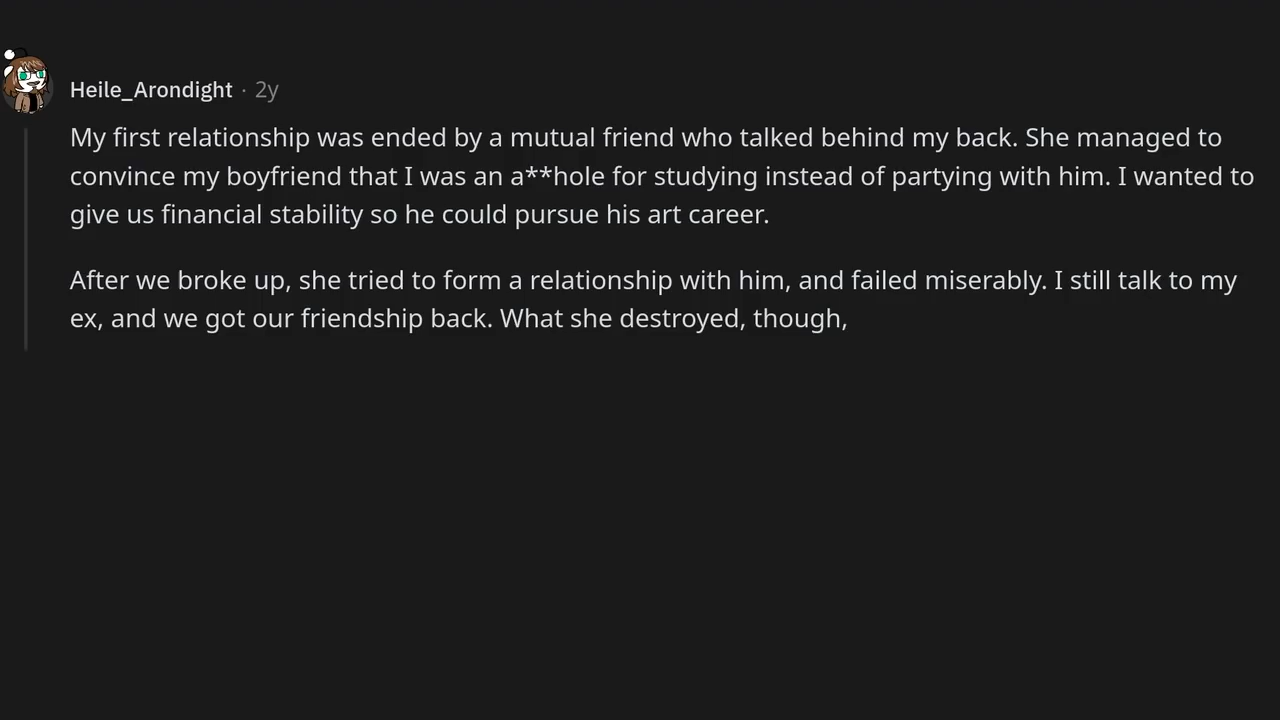 Heile_Arondight · 2y
My first relationship was ended by a mutual friend who talked behind my back. She managed to
convince my boyfriend that I was an a**hole for studying instead of partying with him. I wanted to
give us financial stability so he could pursue his art career.
After we broke up, she tried to form a relationship with him, and failed miserably. I still talk to my
ex, and we got our friendship back. What she destroyed, though,